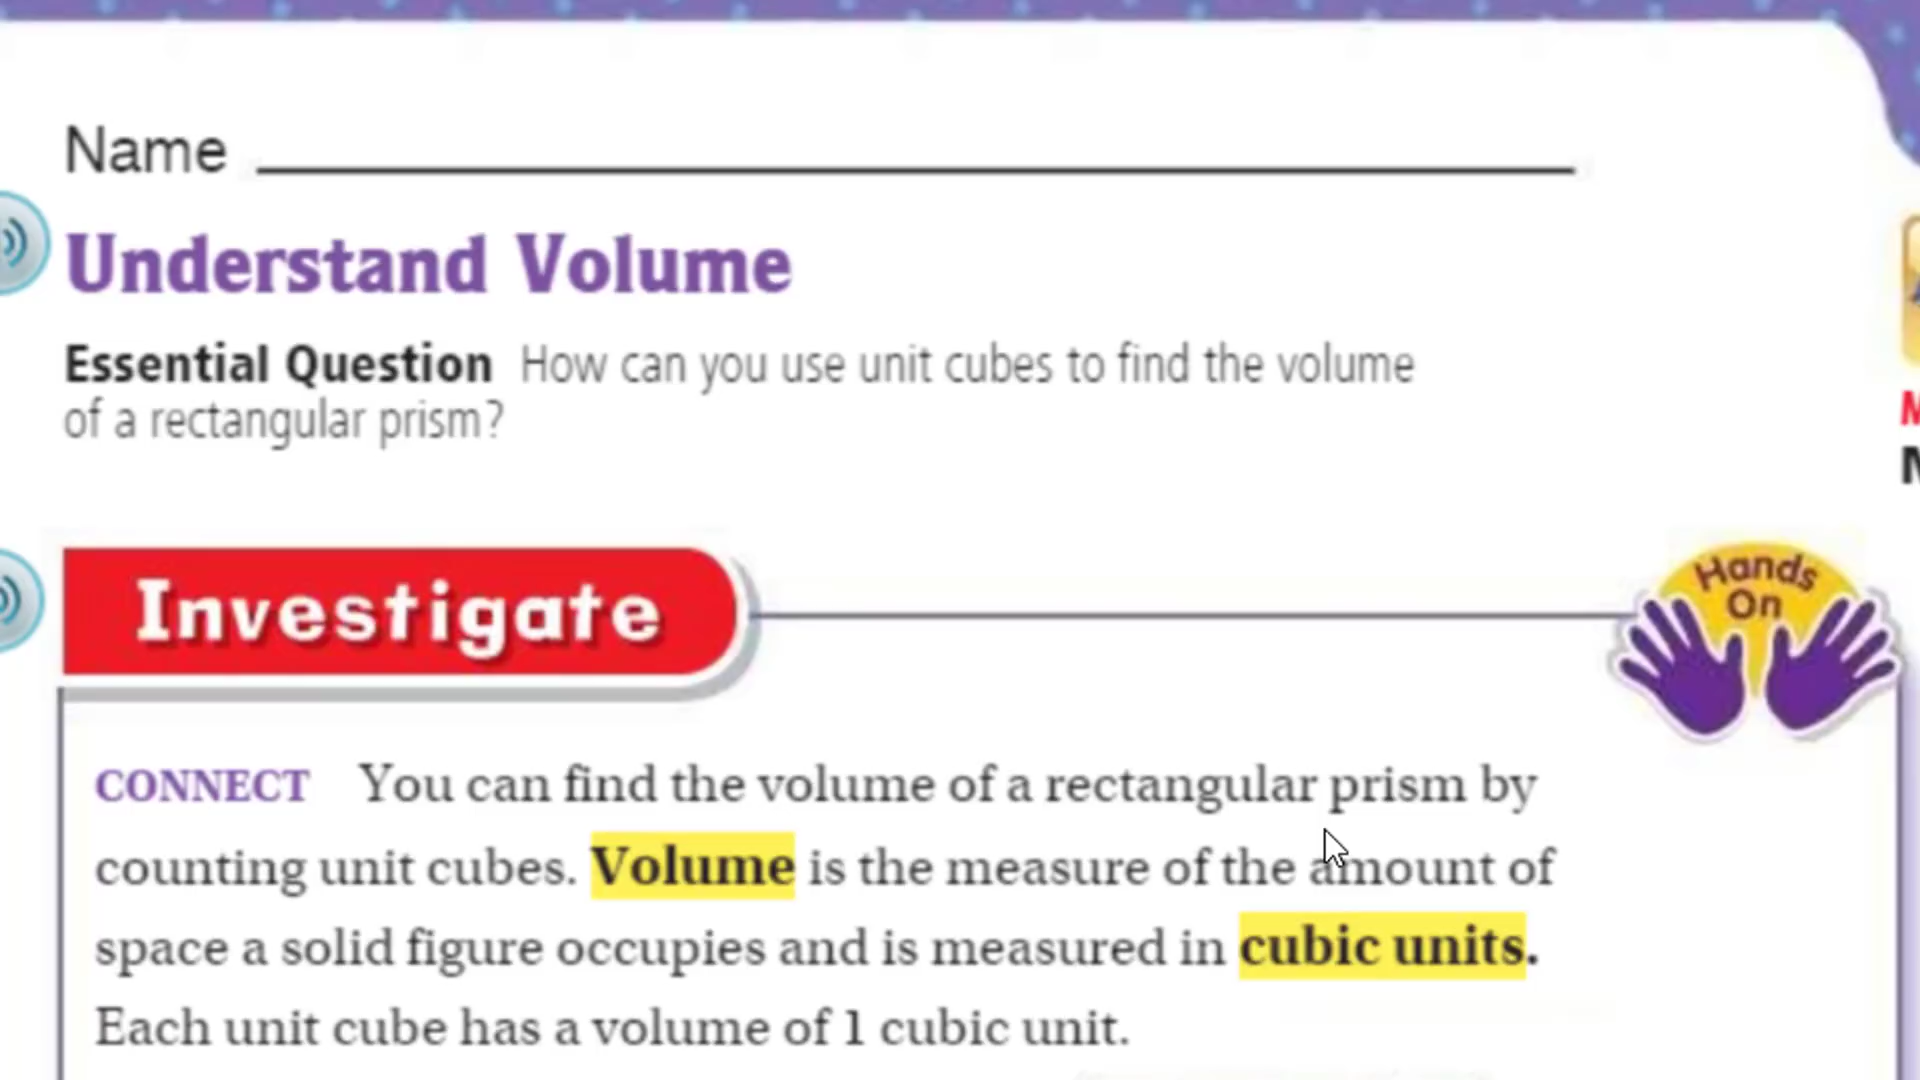 Name
Understand Volume
Essential Question How can you use unit cubes to find the volume
of a rectangular prism?
Hands
On
Investigate
CONNECT You can find the volume of a rectangular prism by
counting unit cubes. Volume is the measure of the amount of
space a solid figure occupies and is measured in cubic units.
Each unit cube has a volume of 1 cubic unit.